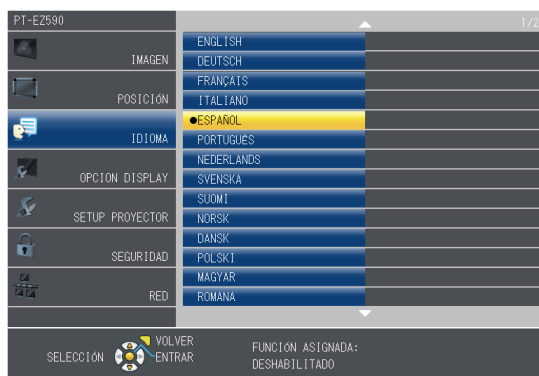 PT-EZ590
1/2
IMAGEN
POSICIÓN
IDIOMA
OPCION DISPLAY
SETUP PROYECTOR
SEGURIDAD
RED
ENGLISH
DEUTSCH
FRANÇAIS
ITALIANO
●ESPAÑOL
PORTUGUÊS
NEDERLANDS
SVENSKA
SUOMI
NORSK
DANSK
POLSKI
MAGYAR
ROMANA
SELECCIÓN
VOLVER
ENTRAR
FUNCIÓN ASIGNADA:
DESHABILITADO